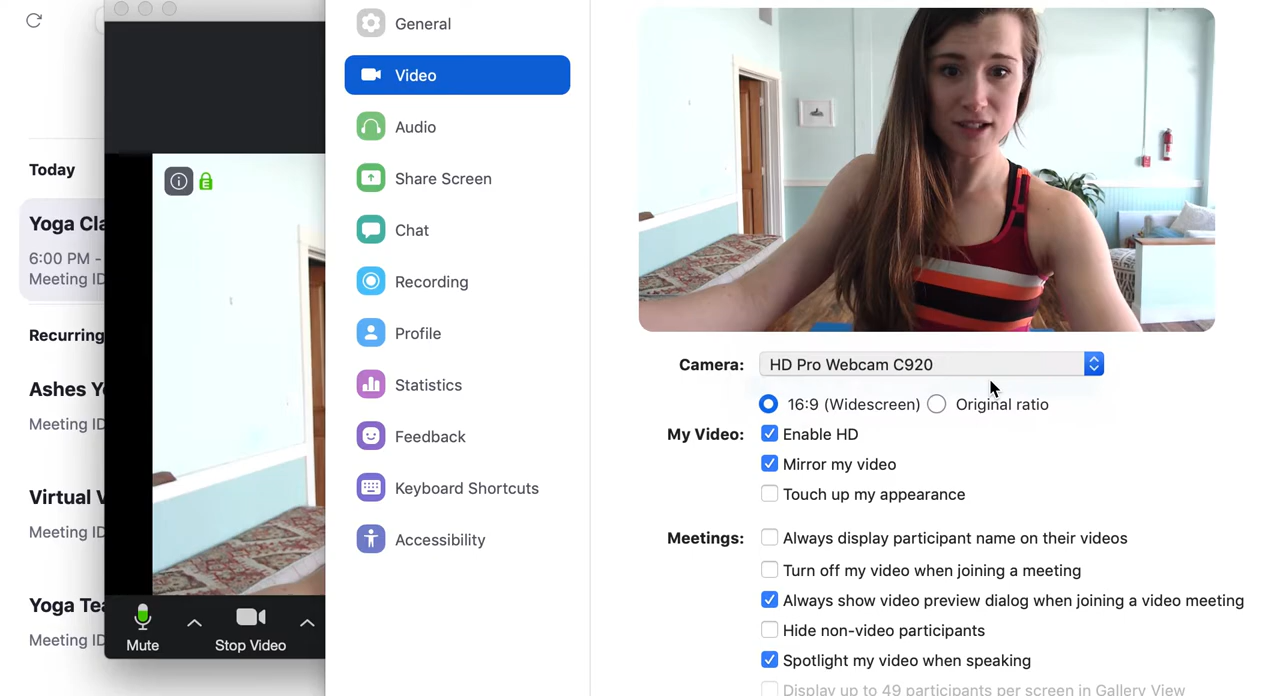 Today
Yoga Cla
6:00 PM -
Meeting ID
Recurring
Ashes Y
Meeting ID
Virtual V
Meeting ID
Yoga Tea
Meeting ID
Mute
Stop Video
General
Video
Audio
Share Screen
Chat
Recording
Profile
Statistics
Feedback
Keyboard Shortcuts
Accessibility
Camera: HD Pro Webcam C920
16:9 (Widescreen) Original ratio
My Video: Enable HD
Mirror my video
Touch up my appearance
Meetings: Always display participant name on their videos
Turn off my video when joining a meeting
Always show video preview dialog when joining a video meeting
Hide non-video participants
Spotlight my video when speaking
Display up to 49 participants per screen in Gallery View